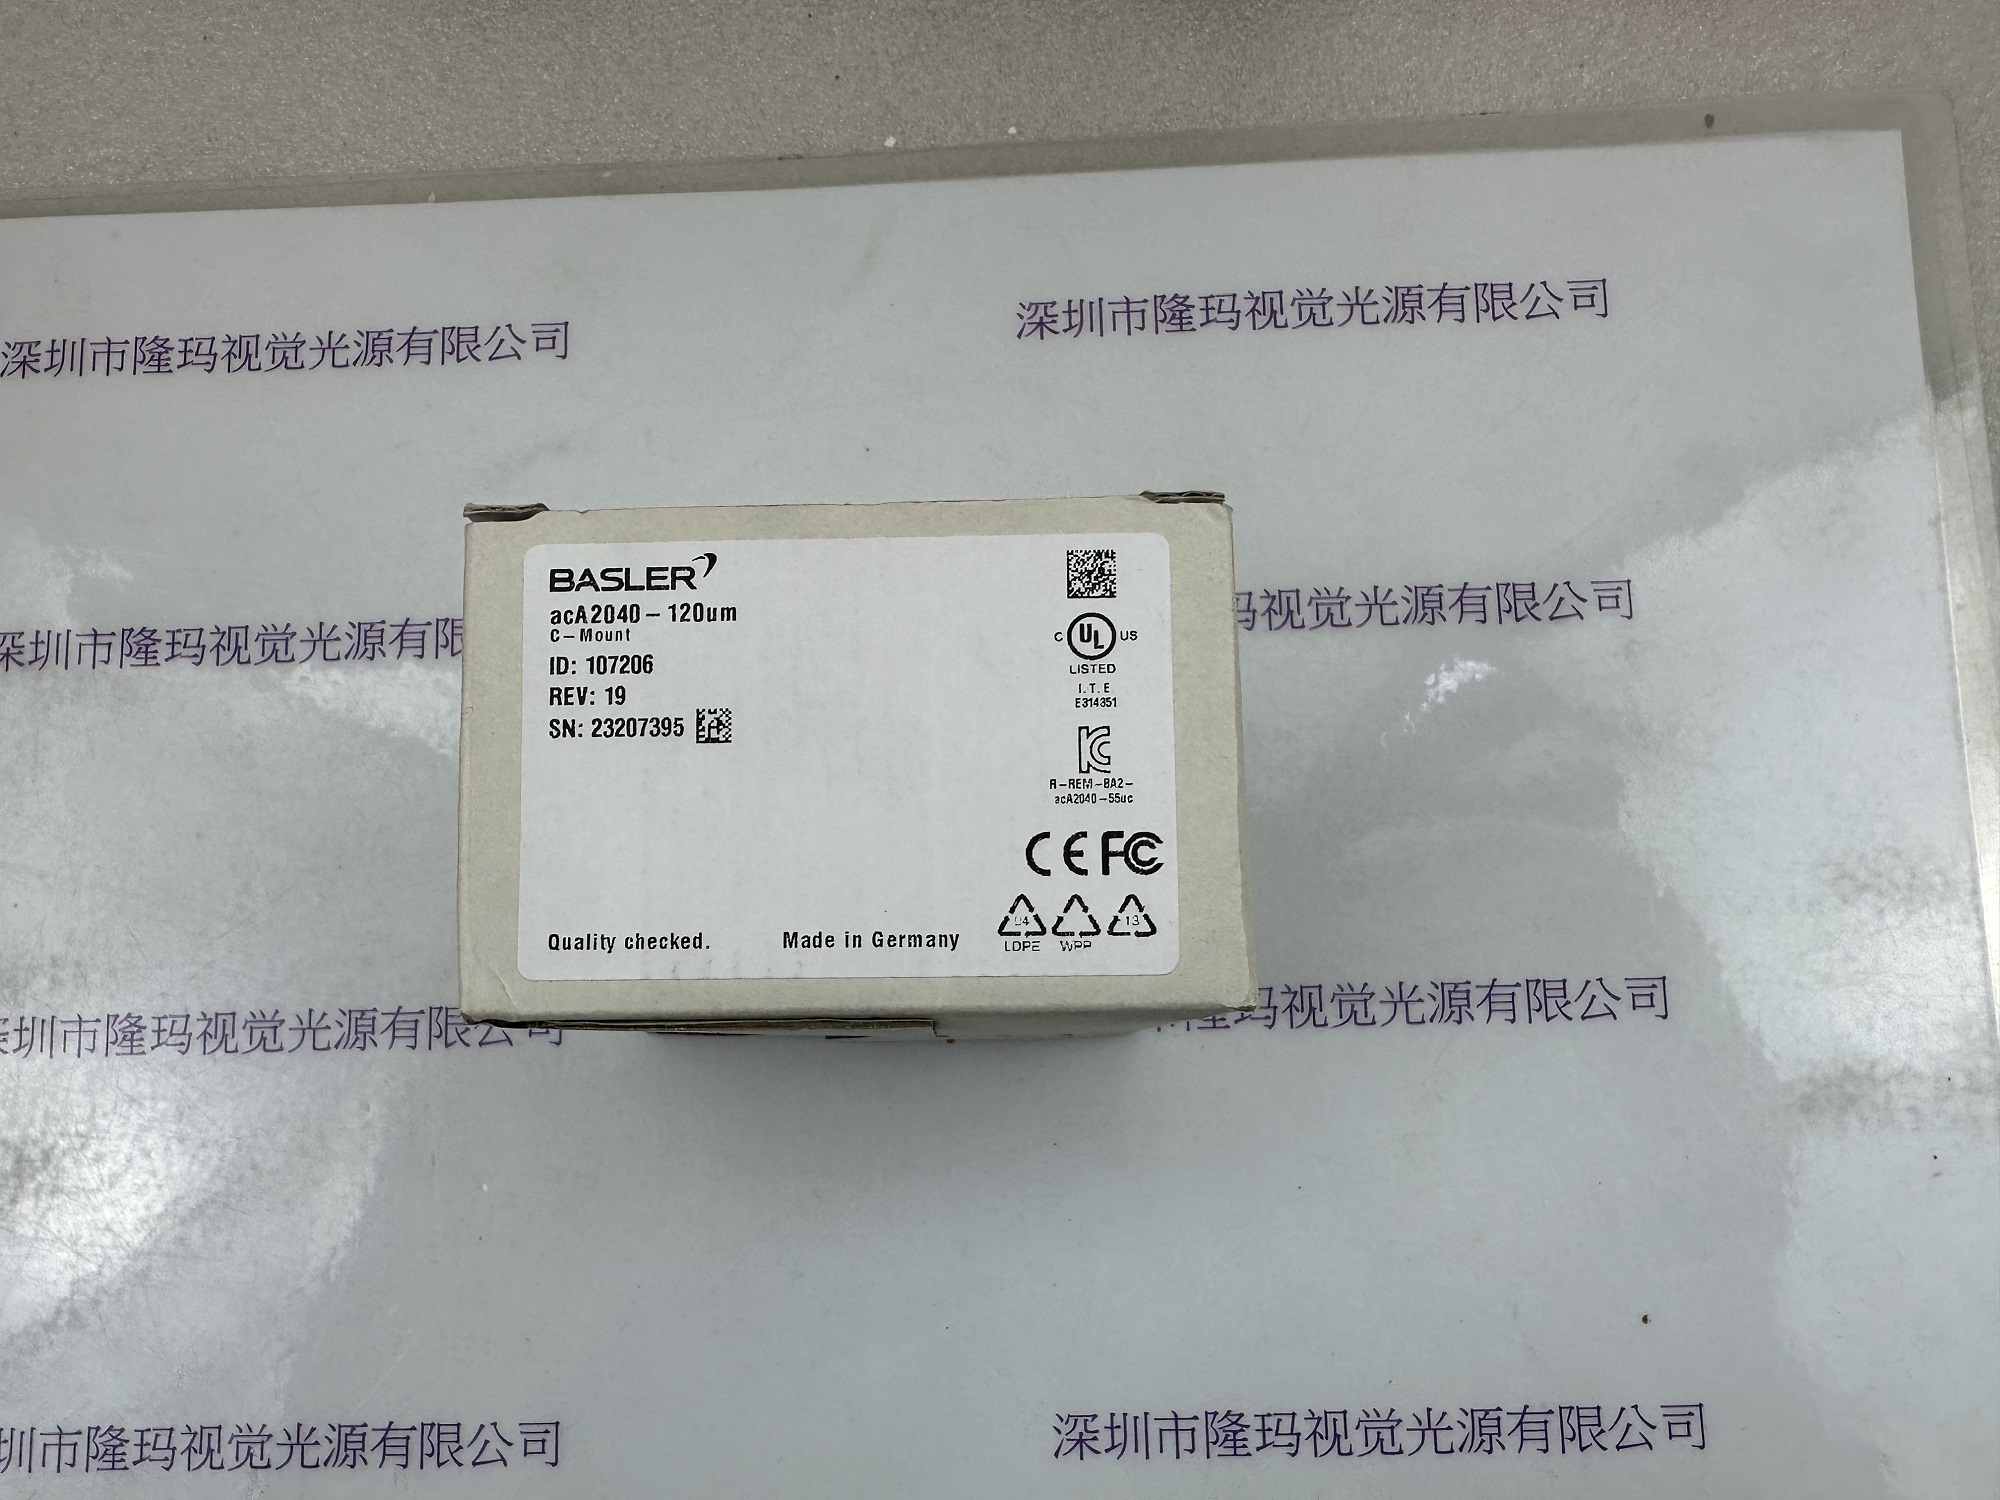 深圳市隆玛视觉光源有限公司
深圳市隆玛视觉光源有限公司
深圳市隆玛视觉光源有限
玛视觉光源有限公司
BASLER
acA2040-120um
C-Mount
ID: 107206
REV: 19
SN: 23207395
C UL US
LISTED
I.T.E
E314351
R-REM-BA2-
acA2040-55uc
CE FC
04 13
LDPE WPP
Quality checked. Made in Germany
圳市隆玛视觉光源有限公司
隆玛视觉光源有限公司
圳市隆玛视觉光源有限公司
深圳市隆玛视觉光源有限公司